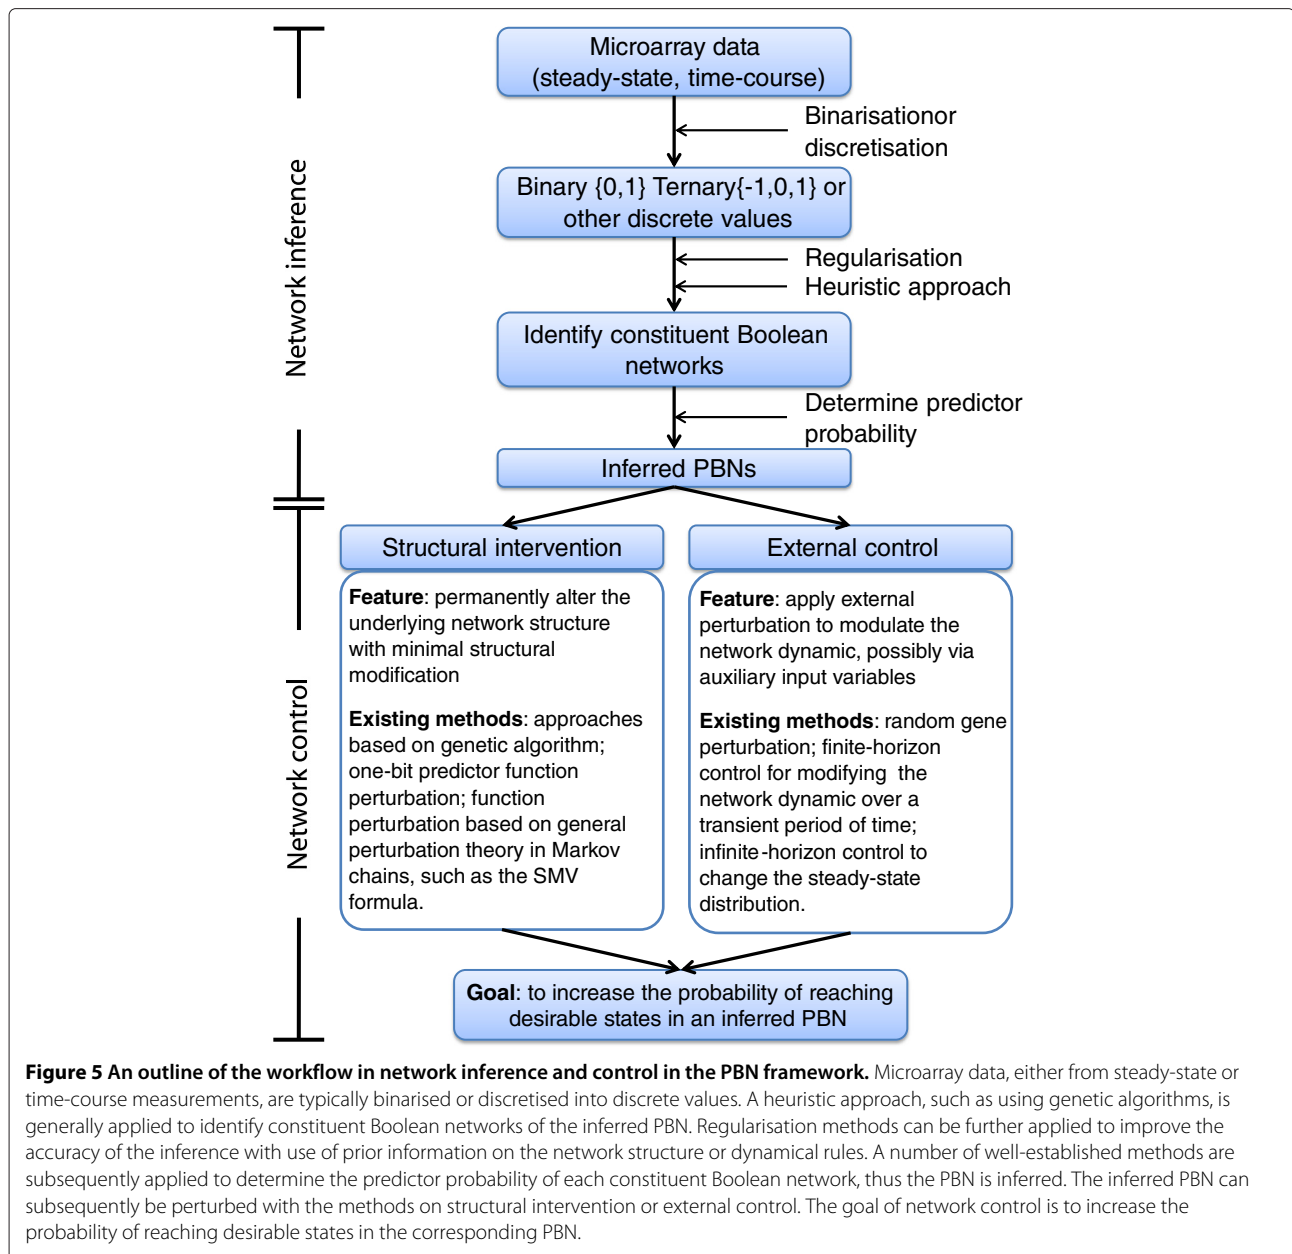 Microarray data
(steady-state, time-course)
Binarisationor
discretisation
Binary {0,1} Ternary{-1,0,1} or
other discrete values
Regularisation
Heuristic approach
Identify constituent Boolean
networks
Determine predictor
probability
Inferred PBNs
Network inference
Structural intervention
Feature: permanently alter the
underlying network structure
with minimal structural
modification
Existing methods: approaches
based on genetic algorithm;
one-bit predictor function
perturbation; function
perturbation based on general
perturbation theory in Markov
chains, such as the SMV
formula.
External control
Feature: apply external
perturbation to modulate the
network dynamic, possibly via
auxiliary input variables
Existing methods: random gene
perturbation; finite-horizon
control for modifying the
network dynamic over a
transient period of time;
infinite-horizon control to
change the steady-state
distribution.
Network control
Goal: to increase the probability of reaching
desirable states in an inferred PBN
Figure 5 An outline of the workflow in network inference and control in the PBN framework. Microarray data, either from steady-state or
time-course measurements, are typically binarised or discretised into discrete values. A heuristic approach, such as using genetic algorithms, is
generally applied to identify constituent Boolean networks of the inferred PBN. Regularisation methods can be further applied to improve the
accuracy of the inference with use of prior information on the network structure or dynamical rules. A number of well-established methods are
subsequently applied to determine the predictor probability of each constituent Boolean network, thus the PBN is inferred. The inferred PBN can
subsequently be perturbed with the methods on structural intervention or external control. The goal of network control is to increase the
probability of reaching desirable states in the corresponding PBN.